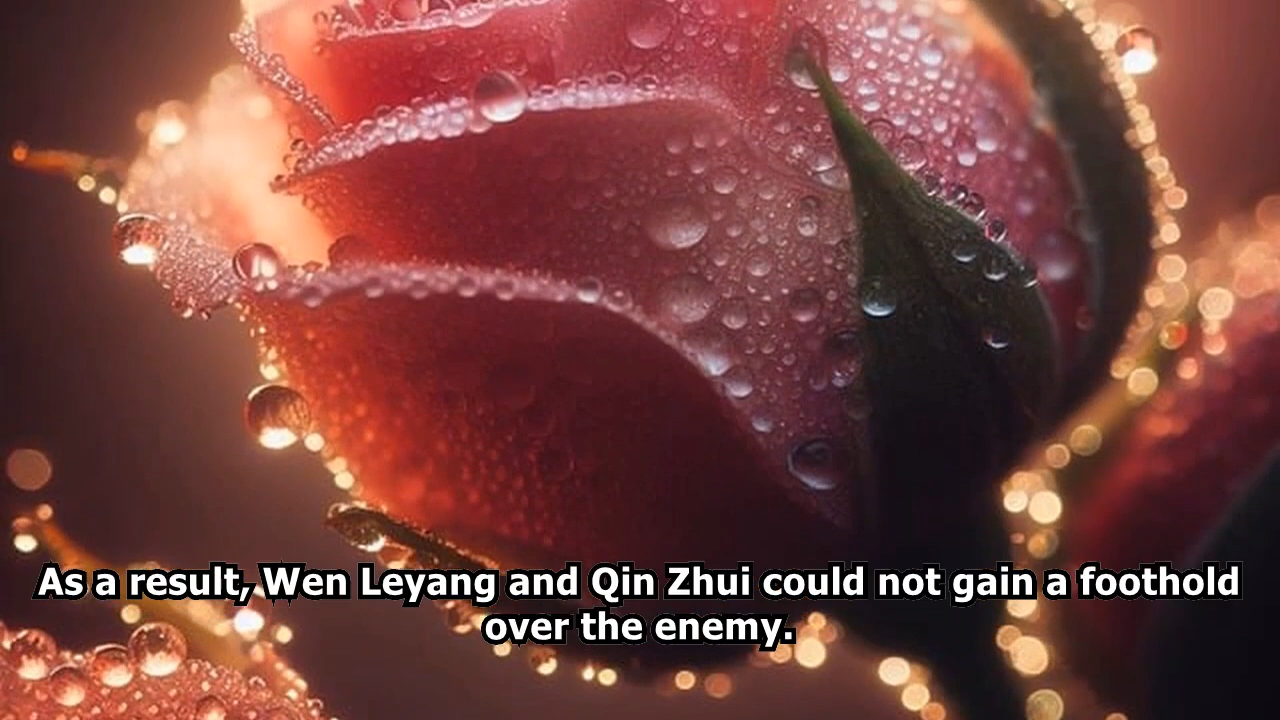 As a result, Wen Leyang and Qin Zhui could not gain a foothold
over the enemy.